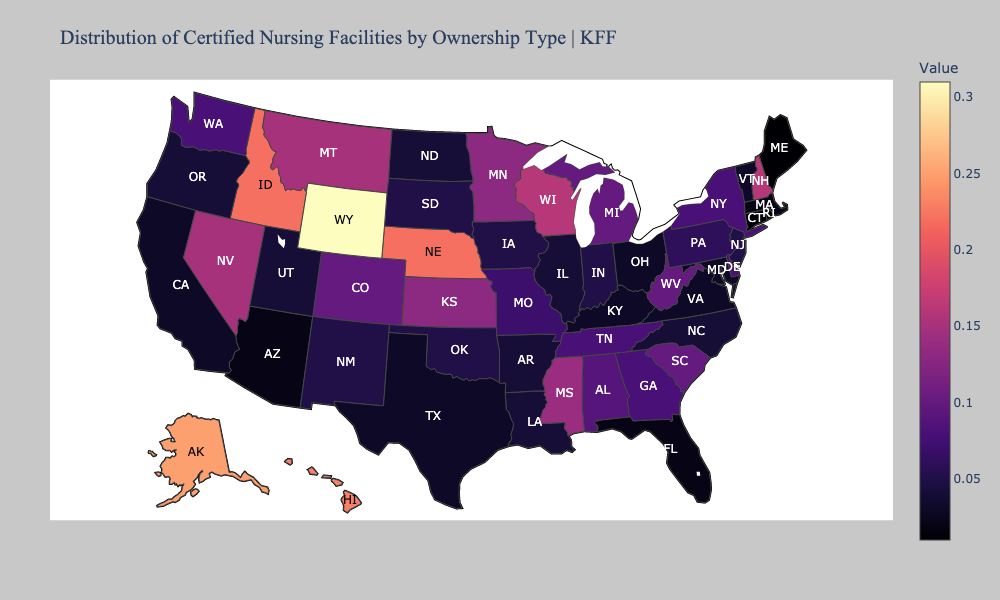 Distribution of Certified Nursing Facilities by Ownership Type | KFF
Value
0.3
0.25
0.2
0.15
0.1
0.05
WA
MT
ND
MN
ME
OR
ID
WY
SD
WI
MI
VT
NH
NY
MA
CT
RI
NV
NE
IA
PA
NJ
CA
UT
CO
KS
MO
IL
IN
OH
WV
MD
DE
VA
KY
AZ
NM
OK
AR
TN
NC
SC
TX
LA
MS
AL
GA
FL
AK
HI